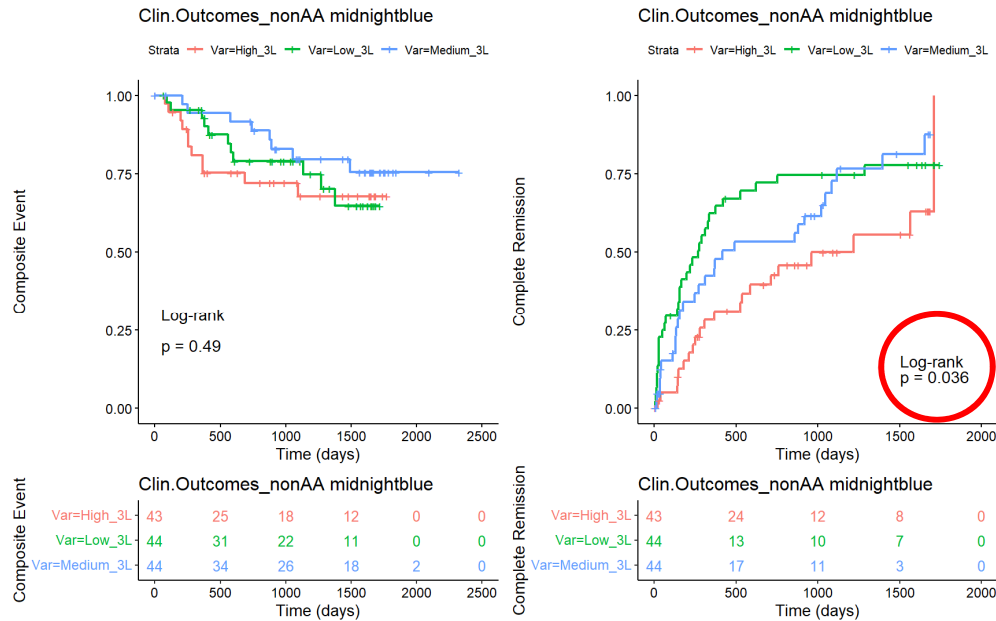 Clin.Outcomes_nonAA midnightblue
Strata Var=High_3L Var=Low_3L Var=Medium_3L
Composite Event
1.00
0.75
0.50
0.25
0.00
Log-rank
p = 0.49
0 500 1000 1500 2000 2500
Time (days)
Clin.Outcomes_nonAA midnightblue
Strata Var=High_3L Var=Low_3L Var=Medium_3L
Complete Remission
1.00
0.75
0.50
0.25
0.00
Log-rank
p = 0.036
0 500 1000 1500 2000
Time (days)
Clin.Outcomes_nonAA midnightblue
Composite Event
Var=High_3L 43 25 18 12 0 0
Var=Low_3L 44 31 22 11 0 0
Var=Medium_3L 44 34 26 18 2 0
0 500 1000 1500 2000 2500
Time (days)
Clin.Outcomes_nonAA midnightblue
Complete Remission
Var=High_3L 43 24 12 8 0
Var=Low_3L 44 13 10 7 0
Var=Medium_3L 44 17 11 3 0
0 500 1000 1500 2000
Time (days)